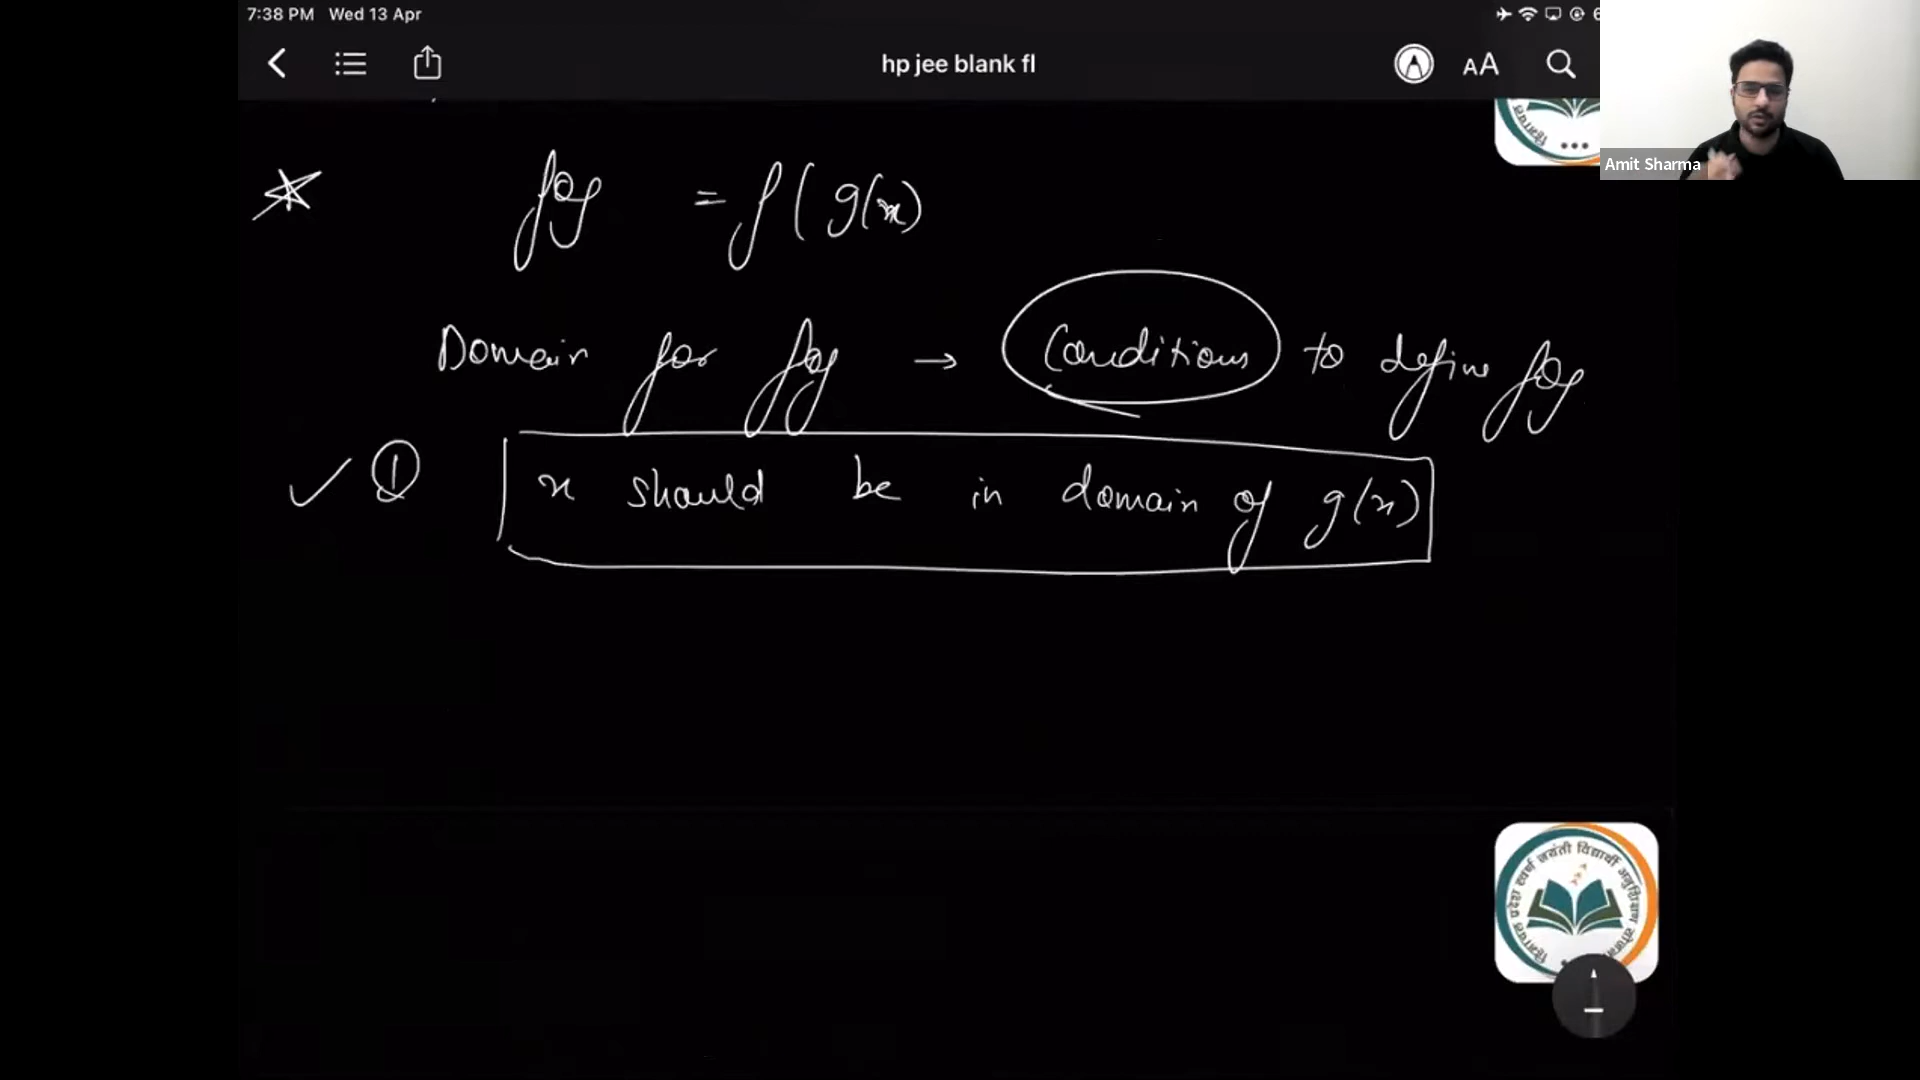 7:38 PM Wed 13 Apr
hp jee blank fl
AA
Amit Sharma
fog = f(g(x)
Domain for fog → Conditions to define fog
✓ ① x should be in domain of g(x)